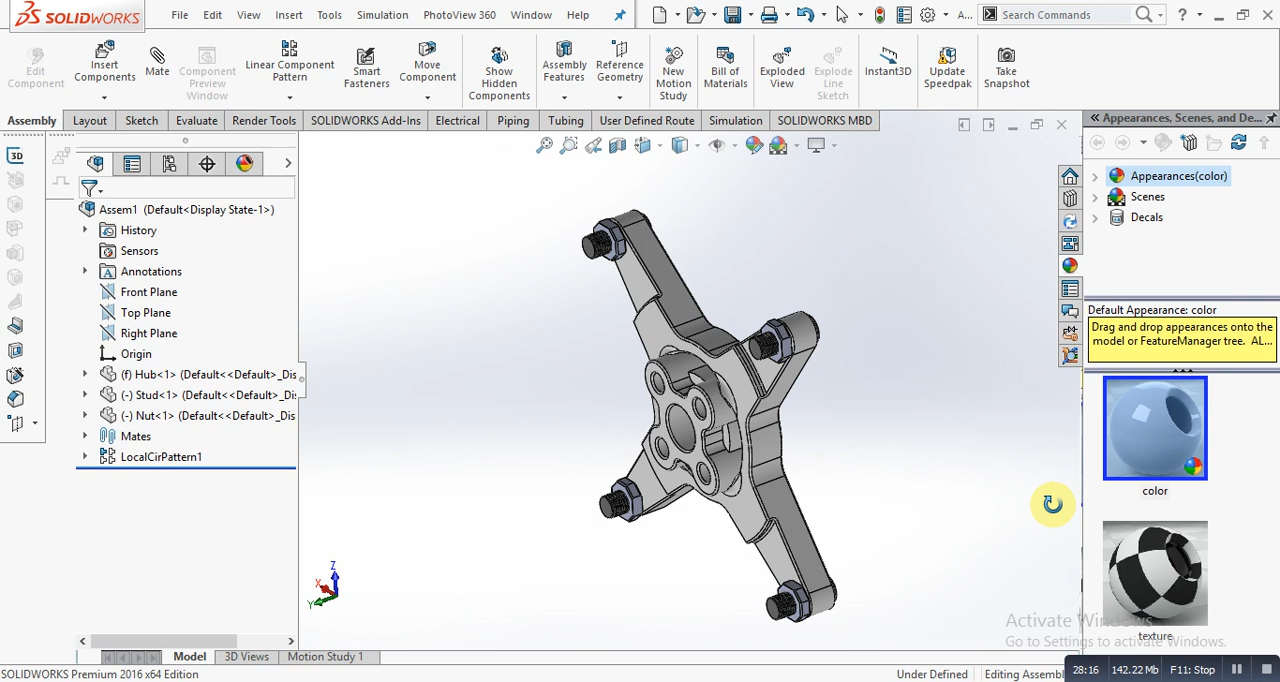 SOLIDWORKS
File Edit View Insert Tools Simulation PhotoView 360 Window Help
A...
Search Commands
?
Edit Component
Insert Components
Mate
Component Preview Window
Linear Component Pattern
Smart Fasteners
Move Component
Show Hidden Components
Assembly Features
Reference Geometry
New Motion Study
Bill of Materials
Exploded View
Explode Line Sketch
Instant3D
Update Speedpak
Take Snapshot
Assembly Layout Sketch Evaluate Render Tools SOLIDWORKS Add-Ins Electrical Piping Tubing User Defined Route Simulation SOLIDWORKS MBD
3D
Assem1 (Default<Display State-1>)
History
Sensors
A Annotations
Front Plane
Top Plane
Right Plane
Origin
(f) Hub<1> (Default<<Default>_Dis
(-) Stud<1> (Default<<Default>_Di
(-) Nut<1> (Default<<Default>_Dis
Mates
LocalCirPattern1
Z
X
Y
Appearances, Scenes, and De...
Appearances(color)
Scenes
Decals
Default Appearance: color
Drag and drop appearances onto the
model or FeatureManager tree. AL...
color
texture
Activate Windows
Go to Settings to activate Windows.
Model 3D Views Motion Study 1
SOLIDWORKS Premium 2016 x64 Edition
Under Defined
Editing Assembl
28:16 142.22 Mb F11: Stop